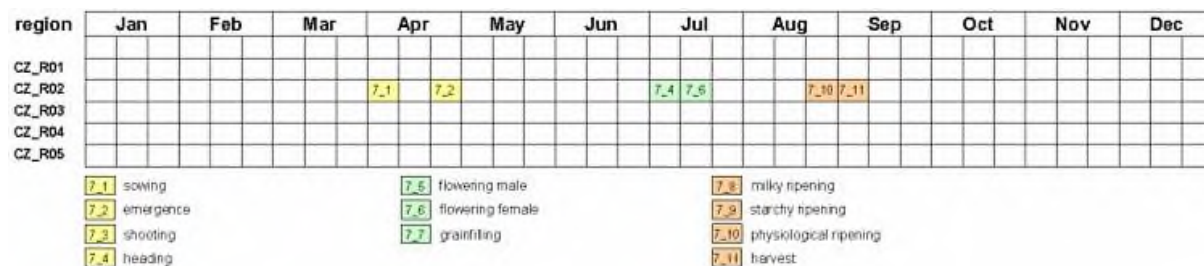 region Jan Feb Mar Apr May Jun Jul Aug Sep Oct Nov Dec
CZ_R01
CZ_R02 7_1 7_2 7_4 7_6 7_10 7_11
CZ_R03
CZ_R04
CZ_R05
7_1 sowing 7_5 flowering male 7_8 milky ripening
7_2 emergence 7_6 flowering female 7_9 starchy ripening
7_3 shooting 7_7 grainfilling 7_10 physiological ripening
7_4 heading 7_11 harvest